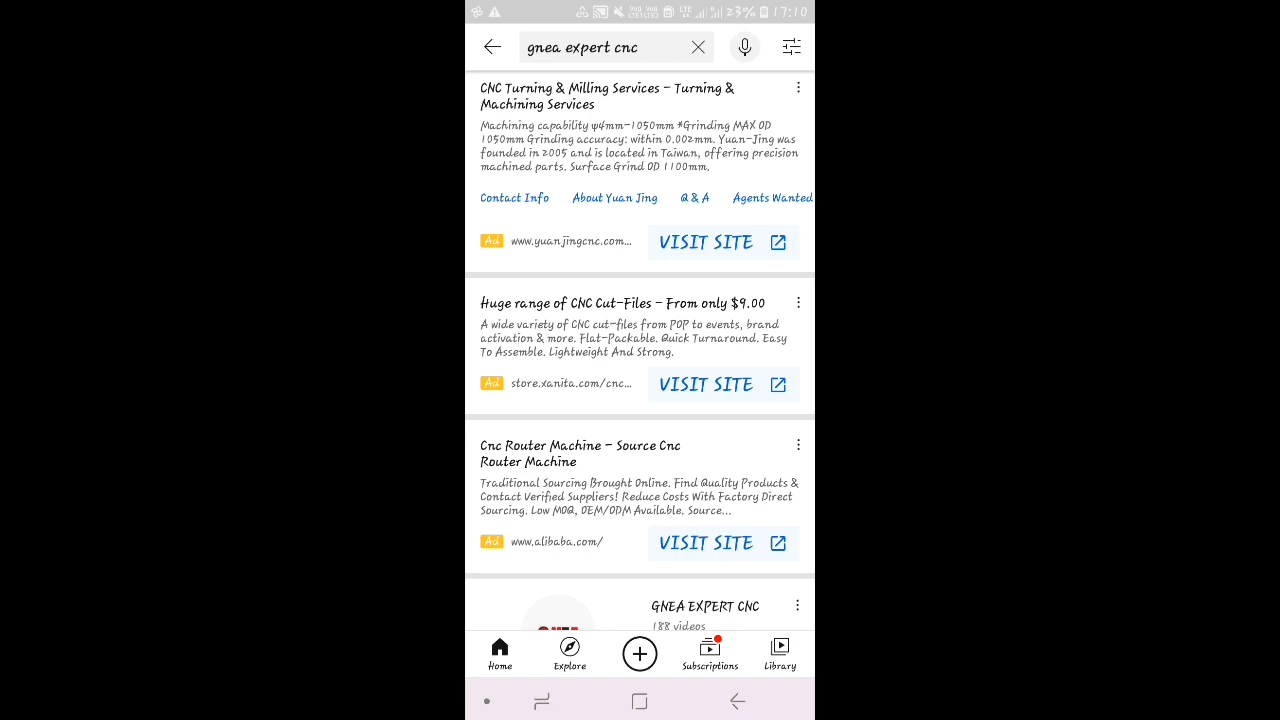 23% 17:10
gnea expert cnc
CNC Turning & Milling Services - Turning &
Machining Services
Machining capability ψ4mm-1050mm *Grinding MAX OD
1050mm Grinding accuracy: within 0.002mm. Yuan-Jing was
founded in 2005 and is located in Taiwan, offering precision
machined parts. Surface Grind OD 1100mm.
Contact Info About Yuan Jing Q & A Agents Wanted
Ad www.yuanjingcnc.com... VISIT SITE
Huge range of CNC Cut-Files - From only $9.00
A wide variety of CNC cut-files from POP to events, brand
activation & more. Flat-Packable. Quick Turnaround. Easy
To Assemble. Lightweight And Strong.
Ad store.xanita.com/cnc... VISIT SITE
Cnc Router Machine - Source Cnc
Router Machine
Traditional Sourcing Brought Online. Find Quality Products &
Contact Verified Suppliers! Reduce Costs With Factory Direct
Sourcing. Low MOQ, OEM/ODM Available. Source...
Ad www.alibaba.com/ VISIT SITE
GNEA EXPERT CNC
188 videos
Home Explore Subscriptions Library